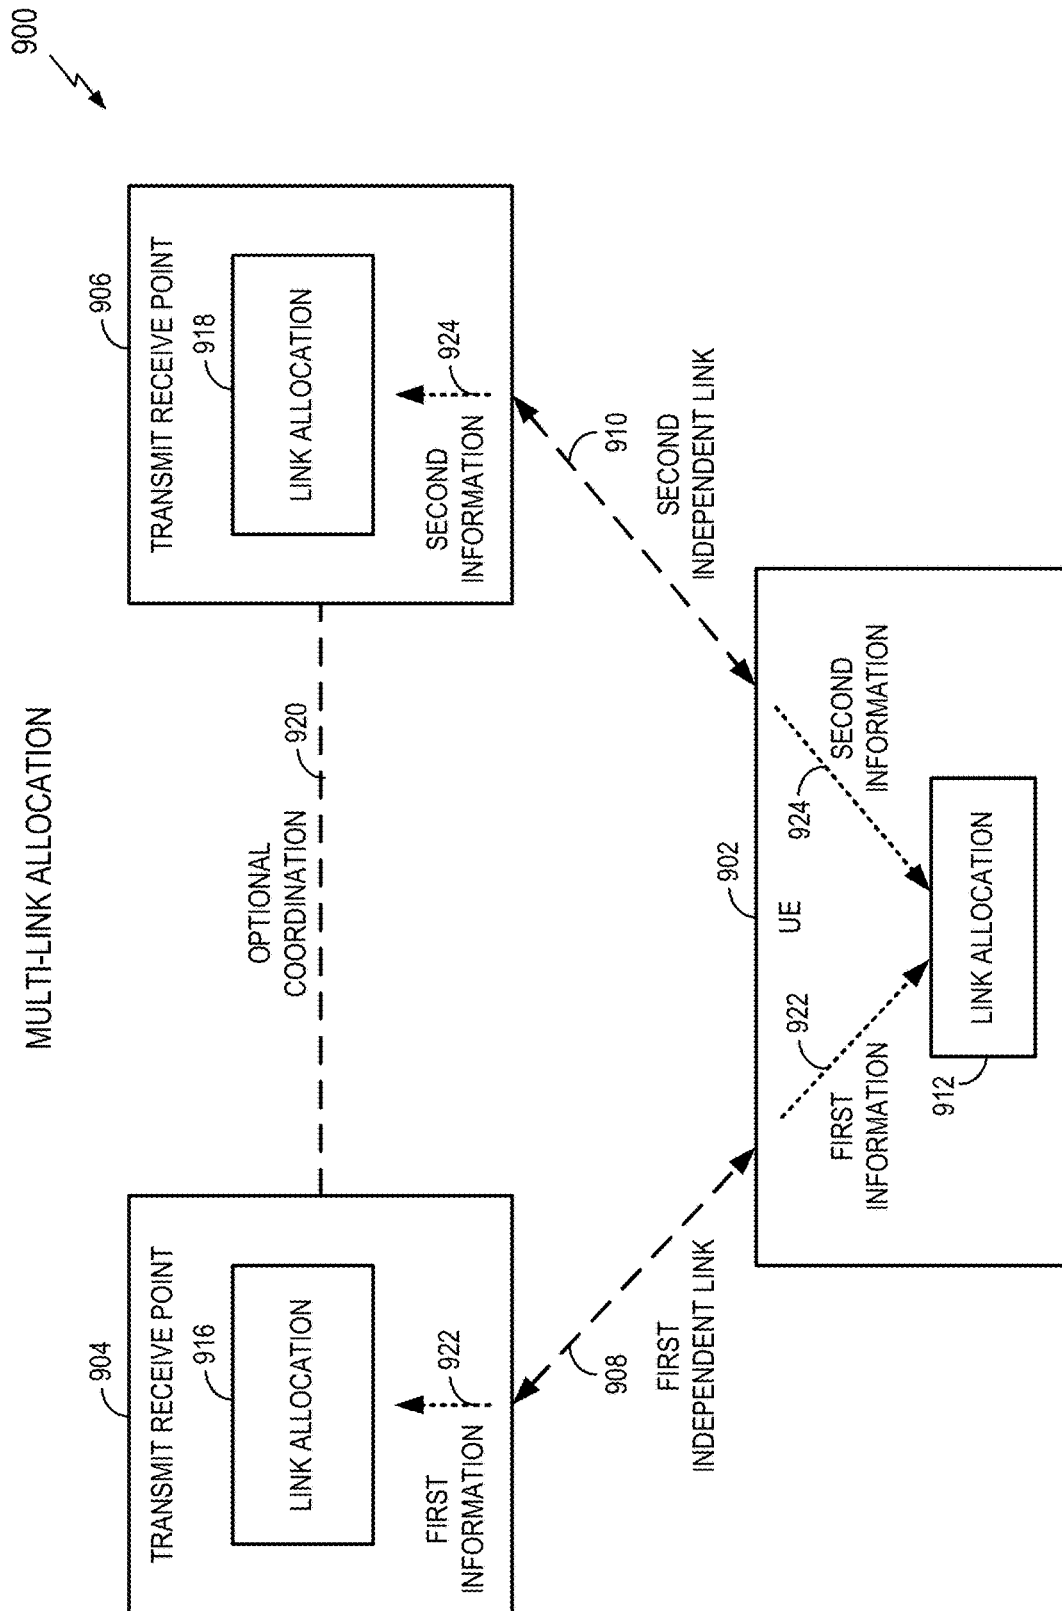 900
MULTI-LINK ALLOCATION
904
TRANSMIT RECEIVE POINT
916
LINK ALLOCATION
FIRST
INFORMATION
922
OPTIONAL
COORDINATION
920
906
TRANSMIT RECEIVE POINT
918
LINK ALLOCATION
SECOND
INFORMATION
924
908
FIRST
INDEPENDENT LINK
910
SECOND
INDEPENDENT LINK
902
UE
922
FIRST
INFORMATION
924
SECOND
INFORMATION
912
LINK ALLOCATION